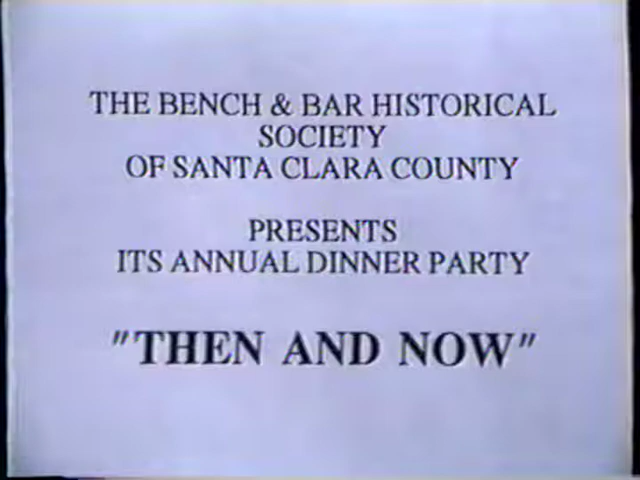 THE BENCH & BAR HISTORICAL
SOCIETY
OF SANTA CLARA COUNTY
PRESENTS
ITS ANNUAL DINNER PARTY
"THEN AND NOW"